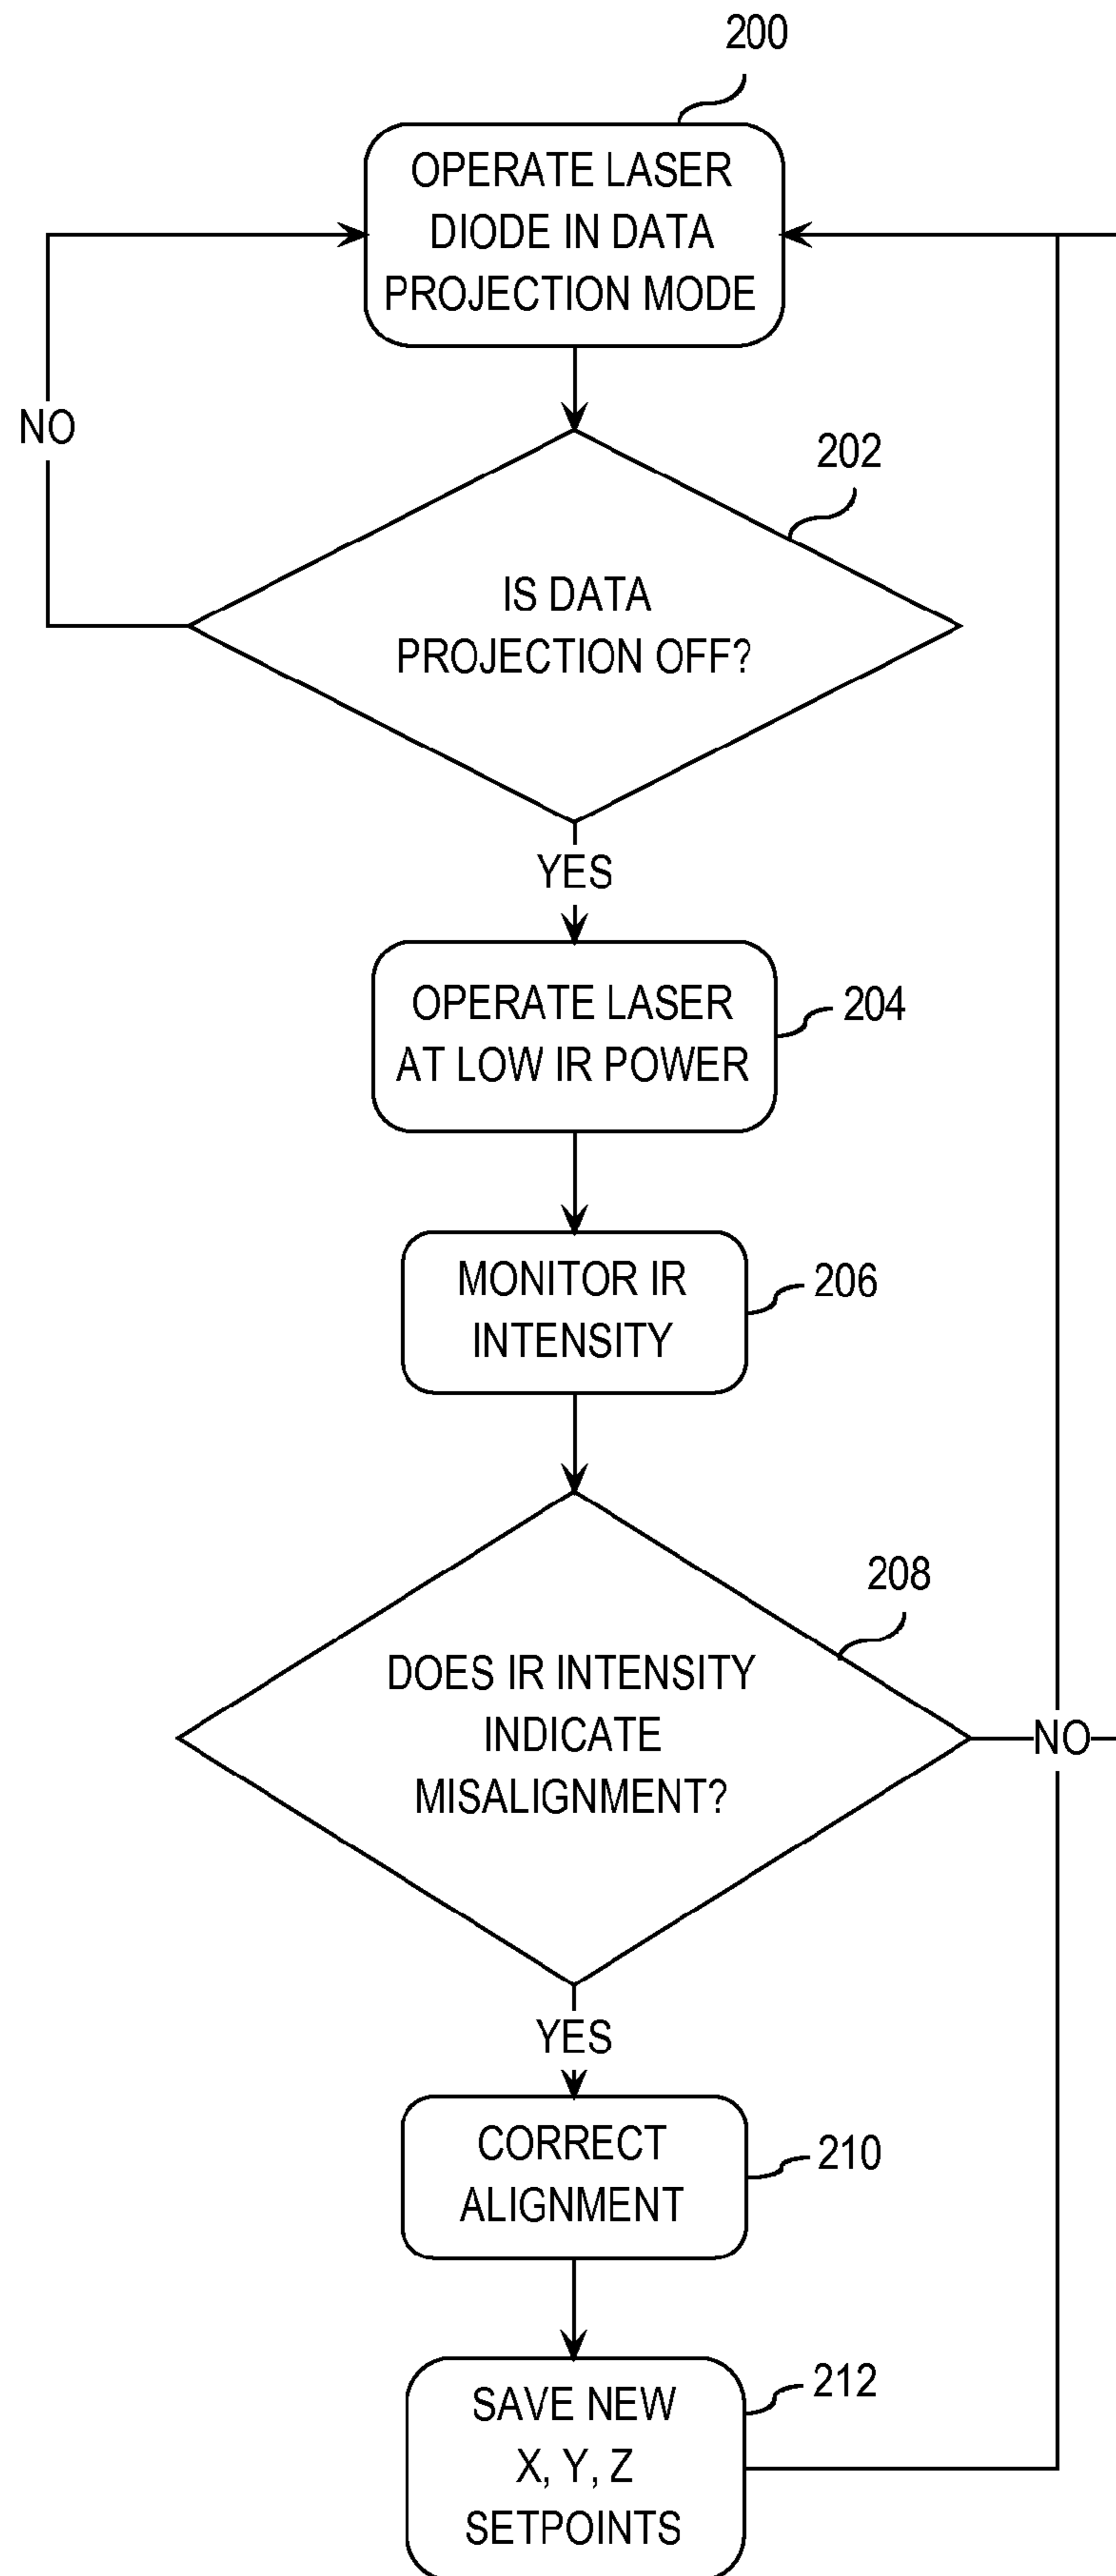 200
OPERATE LASER
DIODE IN DATA
PROJECTION MODE
NO
202
IS DATA
PROJECTION OFF?
YES
OPERATE LASER
AT LOW IR POWER
204
MONITOR IR
INTENSITY
206
208
DOES IR INTENSITY
INDICATE
MISALIGNMENT?
NO
YES
CORRECT
ALIGNMENT
210
SAVE NEW
X, Y, Z
SETPOINTS
212